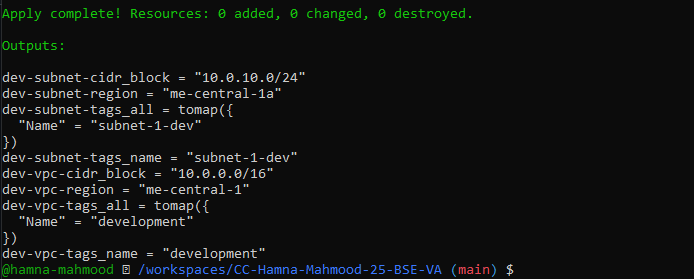 Apply complete! Resources: 0 added, 0 changed, 0 destroyed.
Outputs:
dev-subnet-cidr_block = "10.0.10.0/24"
dev-subnet-region = "me-central-1a"
dev-subnet-tags_all = tomap({
  "Name" = "subnet-1-dev"
})
dev-subnet-tags_name = "subnet-1-dev"
dev-vpc-cidr_block = "10.0.0.0/16"
dev-vpc-region = "me-central-1"
dev-vpc-tags_all = tomap({
  "Name" = "development"
})
dev-vpc-tags_name = "development"
@hamna-mahmood /workspaces/CC-Hamna-Mahmood-25-BSE-VA (main) $